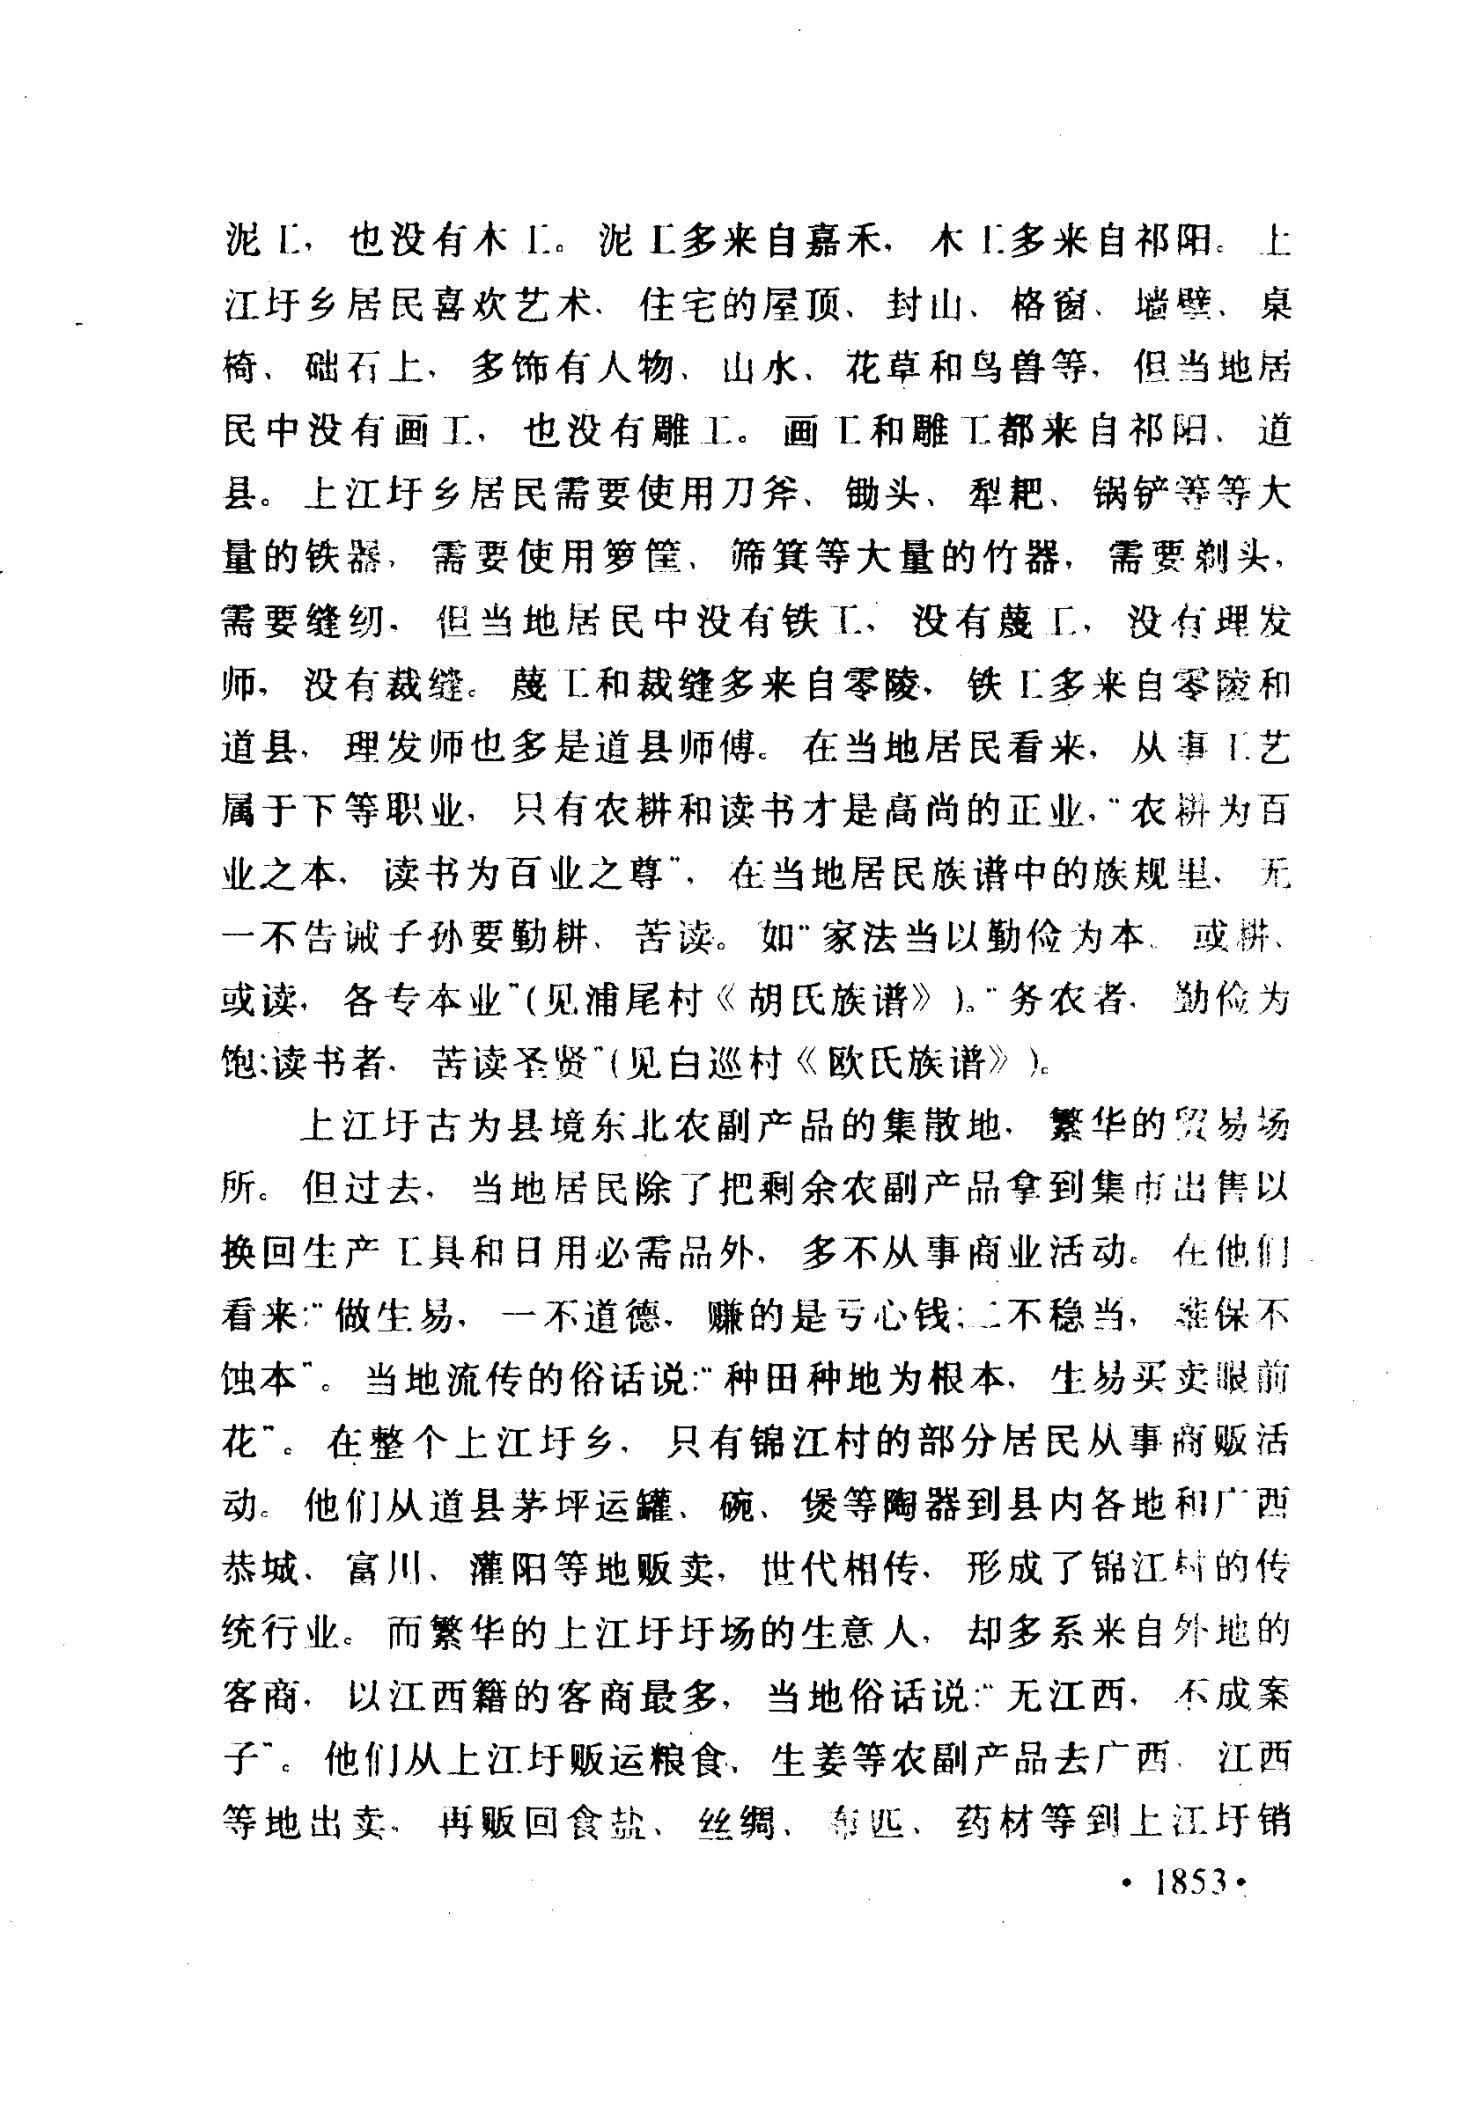 泥工，也没有木工。泥工多来自嘉禾，木工多来自祁阳。上
江圩乡居民喜欢艺术，住宅的屋顶、封山、格窗、墙壁、桌
椅、础石上，多饰有人物、山水、花草和鸟兽等，但当地居
民中没有画工，也没有雕工。画工和雕工都来自祁阳、道
县。上江圩乡居民需要使用刀斧、锄头、犁耙、锅铲等等大
量的铁器，需要使用箩筐、筛箕等大量的竹器，需要剃头，
需要缝纫，但当地居民中没有铁工，没有蔑工，没有理发
师，没有裁缝。蔑工和裁缝多来自零陵，铁工多来自零陵和
道县，理发师也多是道县师傅。在当地居民看来，从事工艺
属于下等职业，只有农耕和读书才是高尚的正业，“农耕为百
业之本，读书为百业之尊”，在当地居民族谱中的族规里，无
一不告诫子孙要勤耕、苦读。如“家法当以勤俭为本，或耕、
或读，各专本业”(见浦尾村《胡氏族谱》)。“务农者，勤俭为
饱;读书者，苦读圣贤”(见白巡村《欧氏族谱》)。
上江圩古为县境东北农副产品的集散地，繁华的贸易场
所。但过去，当地居民除了把剩余农副产品拿到集市出售以
换回生产工具和日用必需品外，多不从事商业活动。在他们
看来:“做生易，一不道德，赚的是亏心钱;二不稳当，难保不
蚀本”。当地流传的俗话说:“种田种地为根本，生易买卖眼前
花”。在整个上江圩乡，只有锦江村的部分居民从事商贩活
动。他们从道县茅坪运罐、碗、煲等陶器到县内各地和广西
恭城、富川、灌阳等地贩卖，世代相传，形成了锦江村的传
统行业。而繁华的上江圩圩场的生意人，却多系来自外地的
客商，以江西籍的客商最多，当地俗话说:“无江西，不成案
子”。他们从上江圩贩运粮食，生姜等农副产品去广西、江西
等地出卖，再贩回食盐、丝绸、布匹、药材等到上江圩销
·1853·